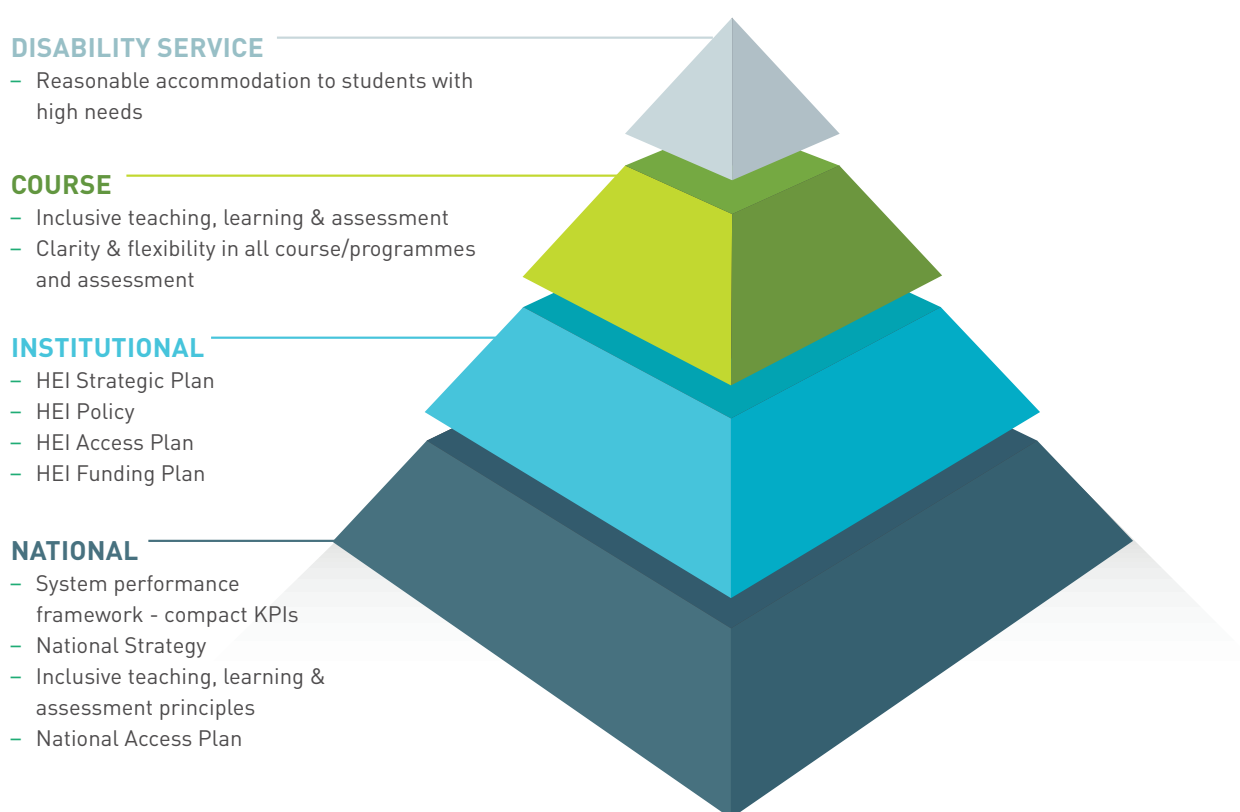 DISABILITY SERVICE
– Reasonable accommodation to students with
high needs
COURSE
– Inclusive teaching, learning & assessment
– Clarity & flexibility in all course/programmes
and assessment
INSTITUTIONAL
– HEI Strategic Plan
– HEI Policy
– HEI Access Plan
– HEI Funding Plan
NATIONAL
– System performance
framework - compact KPIs
– National Strategy
– Inclusive teaching, learning &
assessment principles
– National Access Plan